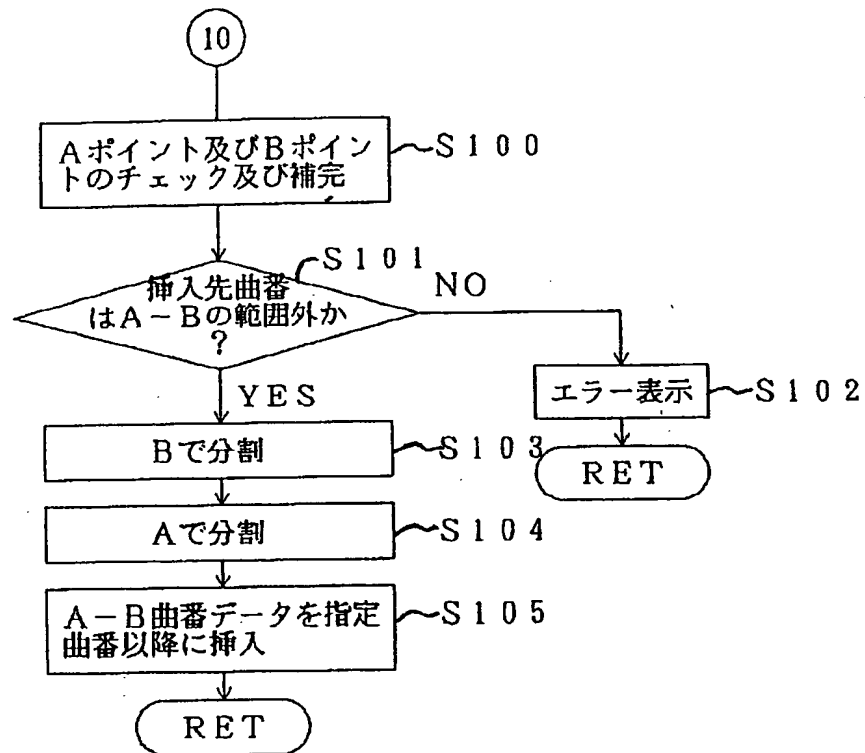 10
Aポイント及びBポイン
トのチェック及び補完
S100
S101
挿入先曲番
はA-Bの範囲外か
?
NO
YES
エラー表示
S102
RET
Bで分割
S103
Aで分割
S104
A-B曲番データを指定
曲番以降に挿入
S105
RET